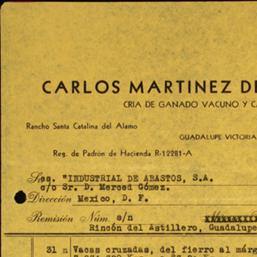 CARLOS MARTINEZ DE
CRIA DE GANADO VACUNO Y C
Rancho Santa Catalina del Alamo
GUADALUPE VICTORIA
Reg. de Padrón de Hacienda R-12281-A
Sres. "INDUSTRIAL DE ABASTOS, S.A.
c/o Sr. D. Merced Gómez.
Dirección Mexico, D. F.
Remisión Núm. s/n
Rincón del Astillero, Guadalupe
31 n Vacas cruzadas, del fierro al márg